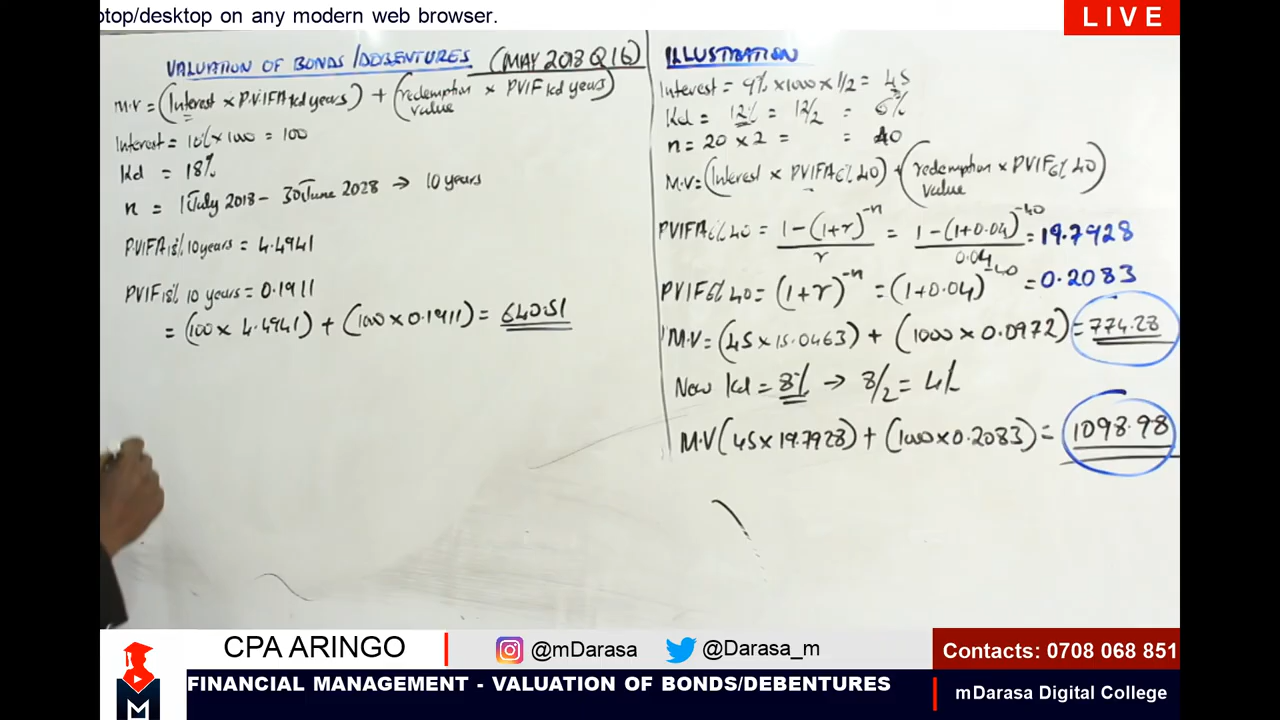 ptop/desktop on any modern web browser.
LIVE
VALUATION OF BONDS/DEBENTURES (MAY 2018 Q1b)
M.V = (Interest x PVIFA kd years) + (redemption value x PVIF kd years)
Interest = 10% x 1000 = 100
Kd = 18%
n = 1 July 2018 - 30 June 2028 → 10 years
PVIFA 18% 10 years = 4.4941
PVIF 18% 10 years = 0.1911
= (100 x 4.4941) + (1000 x 0.1911) = 640.51
ILLUSTRATION
Interest = 9% x 1000 x 1/2 = 45
Kd = 12% = 12/2 = 6%
n = 20 x 2 = = 40
M.V = (Interest x PVIFA 6% 40) + (redemption value x PVIF 6% 40)
PVIFA 6% 40 = 1-(1+r)^-n / r = 1-(1+0.04)^-40 / 0.04 = 19.7928
PVIF 6% 40 = (1+r)^-n = (1+0.04)^-40 = 0.2083
M.V = (45 x 15.0463) + (1000 x 0.0972) = 774.28
New Kd = 8% → 8/2 = 4%
M.V (45 x 19.7928) + (1000 x 0.2083) = 1098.98
CPA ARINGO
@mDarasa
@Darasa_m
Contacts: 0708 068 851
M
FINANCIAL MANAGEMENT - VALUATION OF BONDS/DEBENTURES
mDarasa Digital College